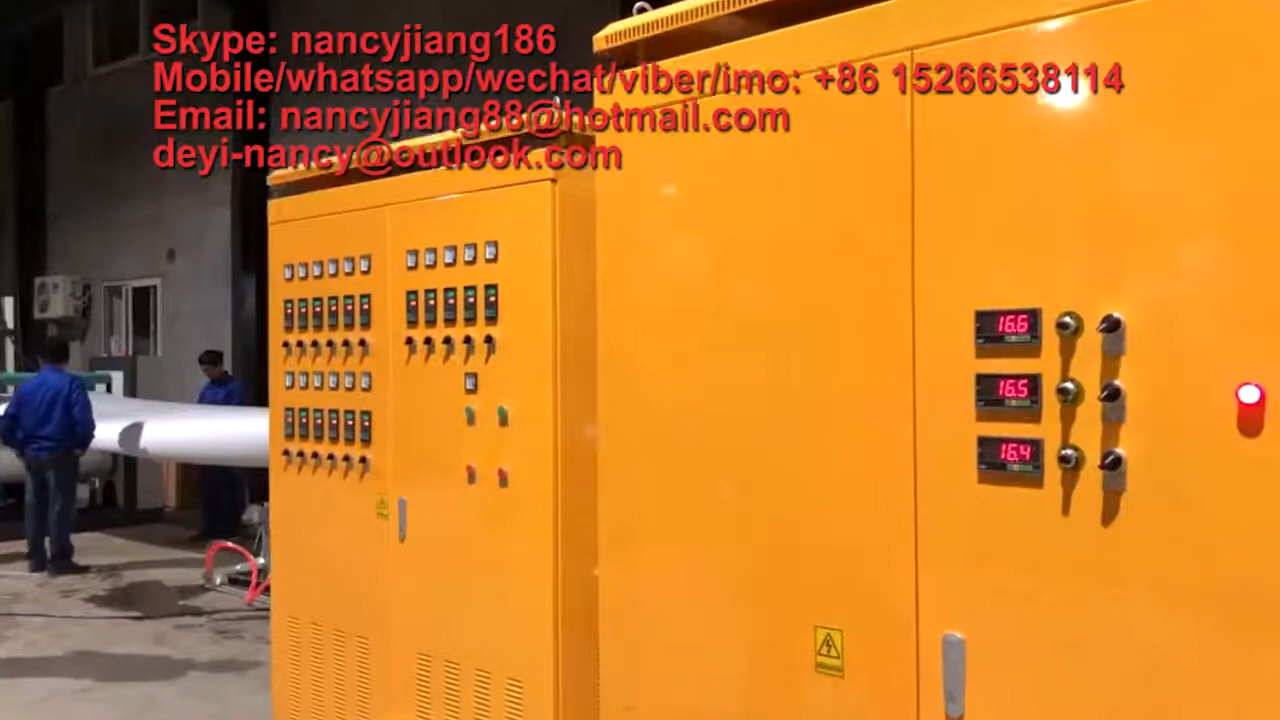 Skype: nancyjiang186
Mobile/whatsapp/wechat/viber/imo: +86 15266538114
Email: nancyjiang88@hotmail.com
deyi-nancy@outlook.com
16.6
16.5
16.4